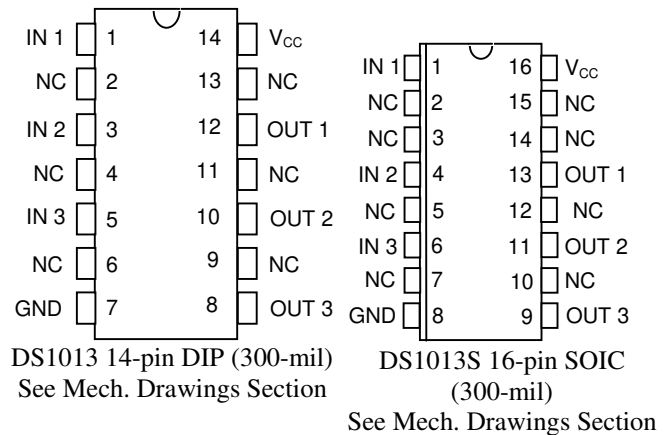 IN 1 1 14 VCC
NC 2 13 NC
IN 2 3 12 OUT 1
NC 4 11 NC
IN 3 5 10 OUT 2
NC 6 9 NC
GND 7 8 OUT 3
DS1013 14-pin DIP (300-mil)
See Mech. Drawings Section
IN 1 1 16 VCC
NC 2 15 NC
NC 3 14 NC
IN 2 4 13 OUT 1
NC 5 12 NC
IN 3 6 11 OUT 2
NC 7 10 NC
GND 8 9 OUT 3
DS1013S 16-pin SOIC
(300-mil)
See Mech. Drawings Section